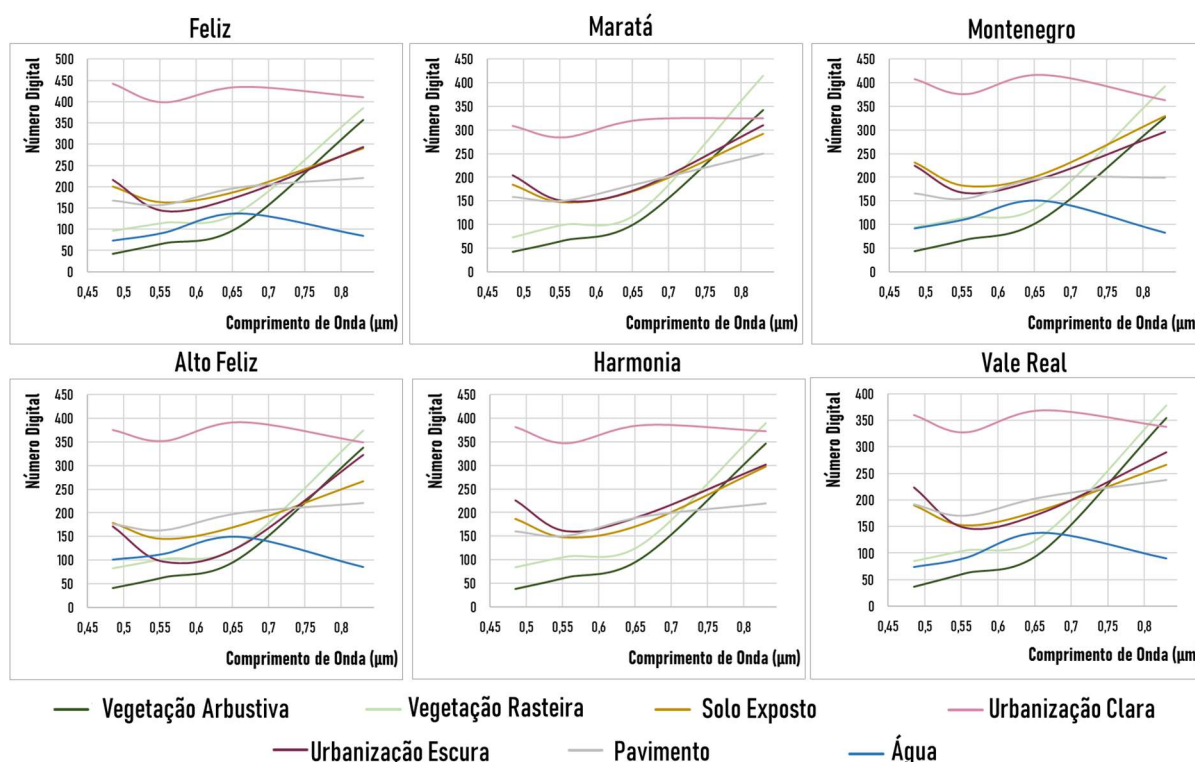 Feliz
Número Digital
500
450
400
350
300
250
200
150
100
50
0
0,45 0,5 0,55 0,6 0,65 0,7 0,75 0,8
Comprimento de Onda (µm)
Maratá
Número Digital
450
400
350
300
250
200
150
100
50
0
0,45 0,5 0,55 0,6 0,65 0,7 0,75 0,8
Comprimento de Onda (µm)
Montenegro
Número Digital
450
400
350
300
250
200
150
100
50
0
0,45 0,5 0,55 0,6 0,65 0,7 0,75 0,8
Comprimento de Onda (µm)
Alto Feliz
Número Digital
450
400
350
300
250
200
150
100
50
0
0,45 0,5 0,55 0,6 0,65 0,7 0,75 0,8
Comprimento de Onda (µm)
Harmonia
Número Digital
450
400
350
300
250
200
150
100
50
0
0,45 0,5 0,55 0,6 0,65 0,7 0,75 0,8
Comprimento de Onda (µm)
Vale Real
Número Digital
400
350
300
250
200
150
100
50
0
0,45 0,5 0,55 0,6 0,65 0,7 0,75 0,8
Comprimento de Onda (µm)
Vegetação Arbustiva Vegetação Rasteira Solo Exposto Urbanização Clara
Urbanização Escura Pavimento Água